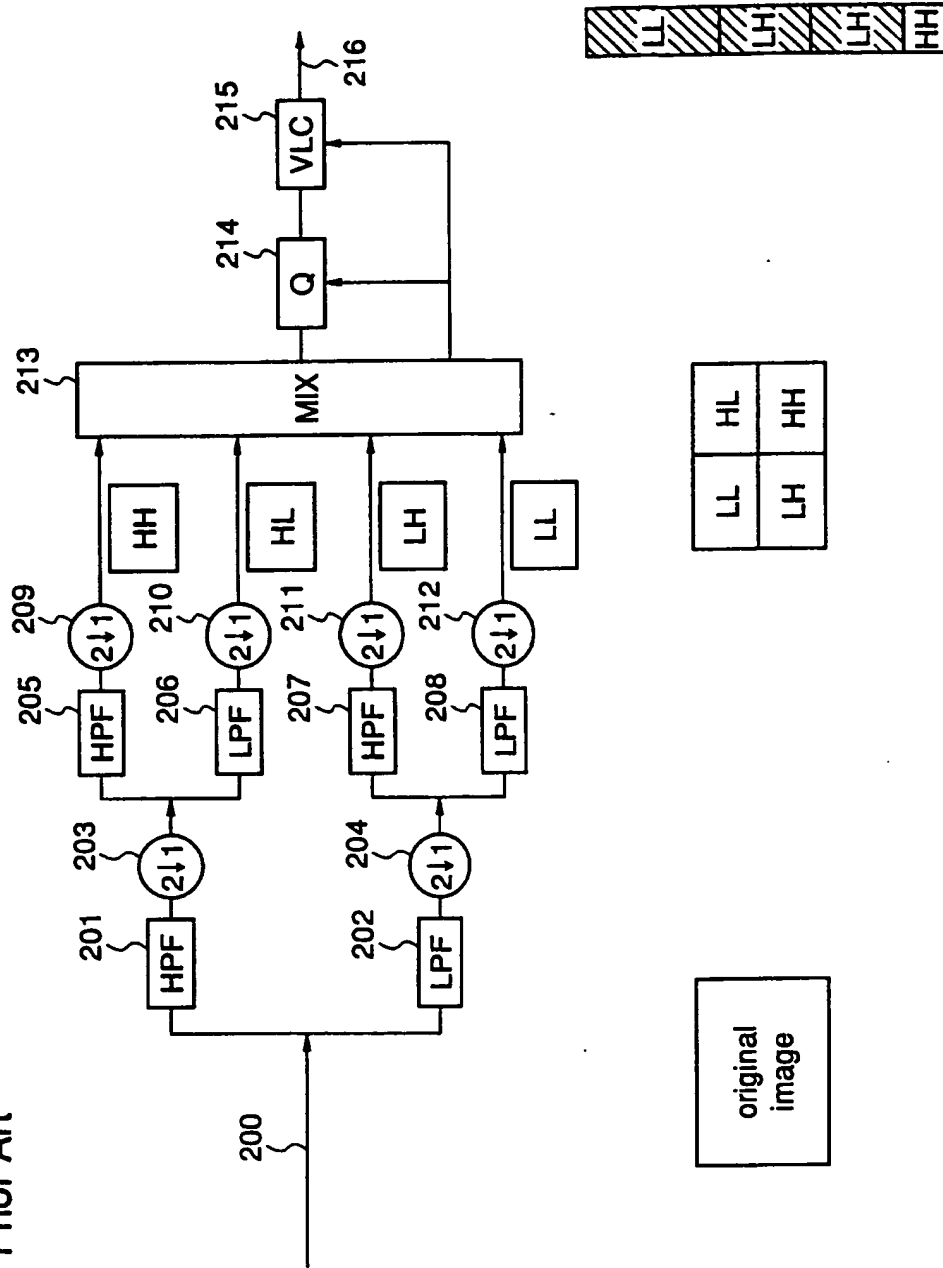 Prior Art
200
201
HPF
202
LPF
203
2↓1
204
2↓1
205
HPF
206
LPF
207
HPF
208
LPF
209
2↓1
210
2↓1
211
2↓1
212
2↓1
HH
HL
LH
LL
213
MIX
214
Q
215
VLC
216
original
image
LL HL
LH HH
LL
LH
LH
HH